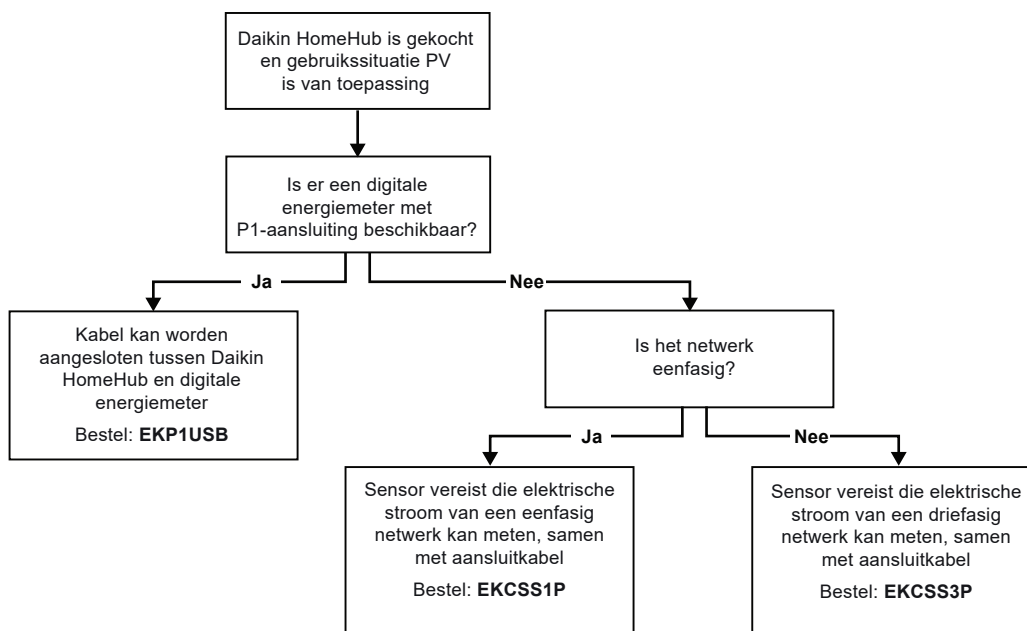 Daikin HomeHub is gekocht
en gebruikssituatie PV
is van toepassing
Is er een digitale
energiemeter met
P1-aansluiting beschikbaar?
Ja
Nee
Kabel kan worden
aangesloten tussen Daikin
HomeHub en digitale
energiemeter
Bestel: EKP1USB
Is het netwerk
eenfasig?
Ja
Nee
Sensor vereist die elektrische
stroom van een eenfasig
netwerk kan meten, samen
met aansluitkabel
Bestel: EKCSS1P
Sensor vereist die elektrische
stroom van een driefasig
netwerk kan meten, samen
met aansluitkabel
Bestel: EKCSS3P